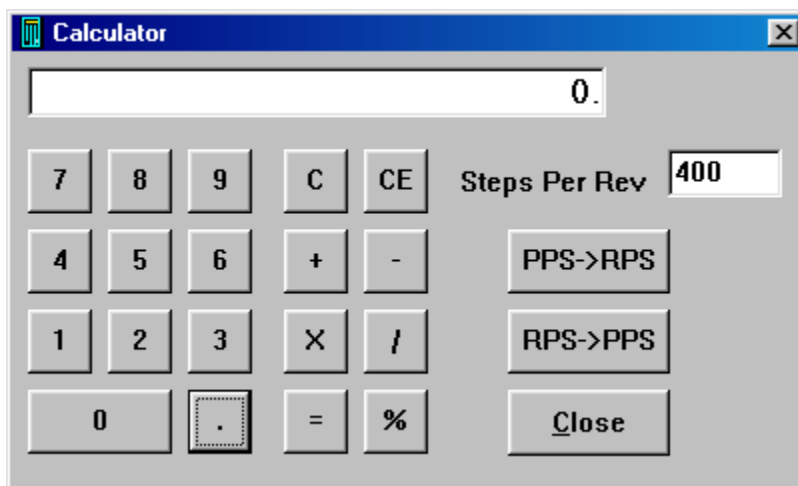 Calculator
0.
7 8 9 C CE Steps Per Rev 400
4 5 6 + - PPS->RPS
1 2 3 X / RPS->PPS
0 . = % Close